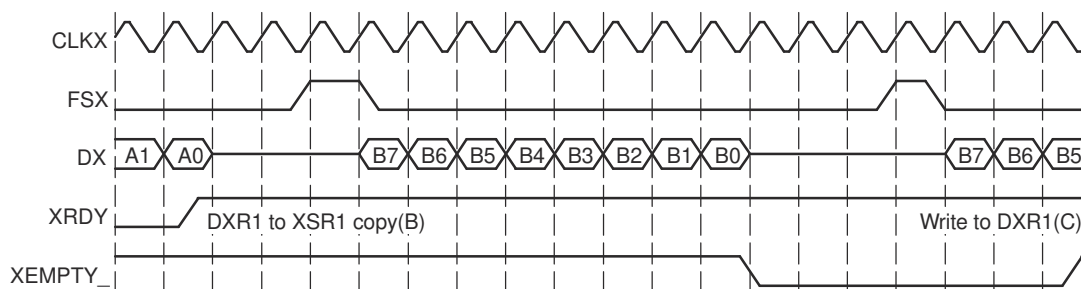 CLKX
FSX
DX A1 A0 B7 B6 B5 B4 B3 B2 B1 B0 B7 B6 B5
XRDY DXR1 to XSR1 copy(B) Write to DXR1(C)
XEMPTY_